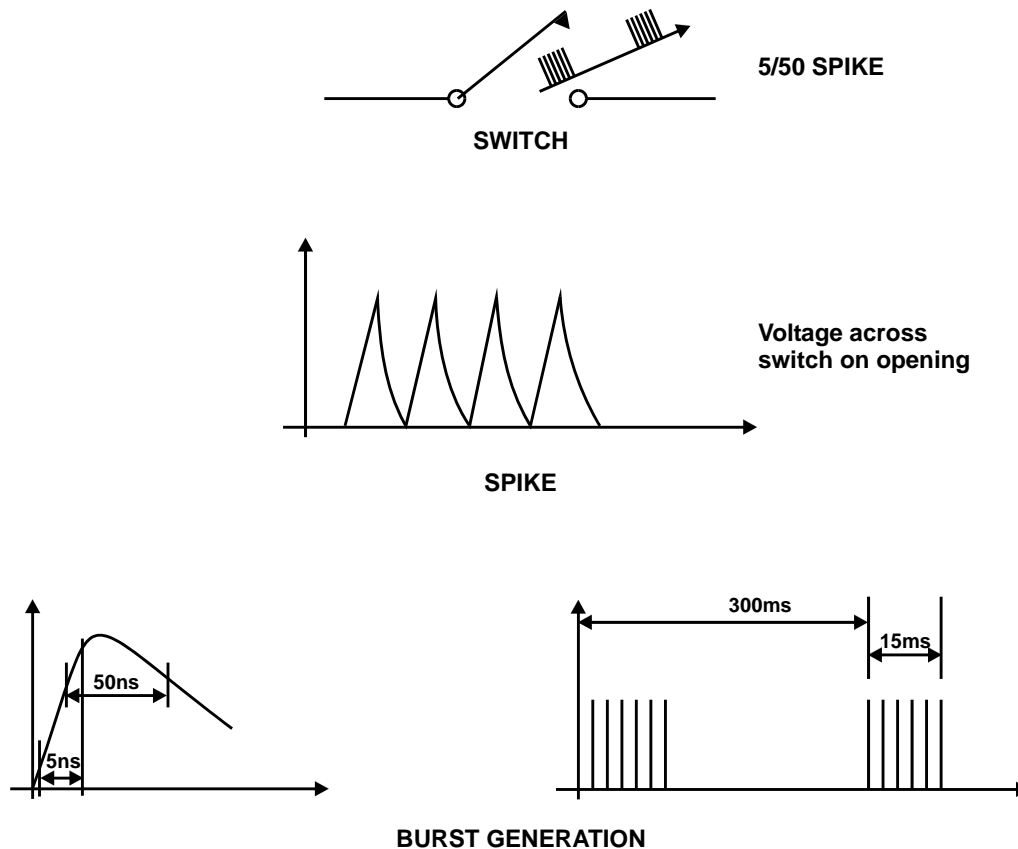 5/50 SPIKE
SWITCH
Voltage across
switch on opening
SPIKE
50ns
5ns
300ms
15ms
BURST GENERATION